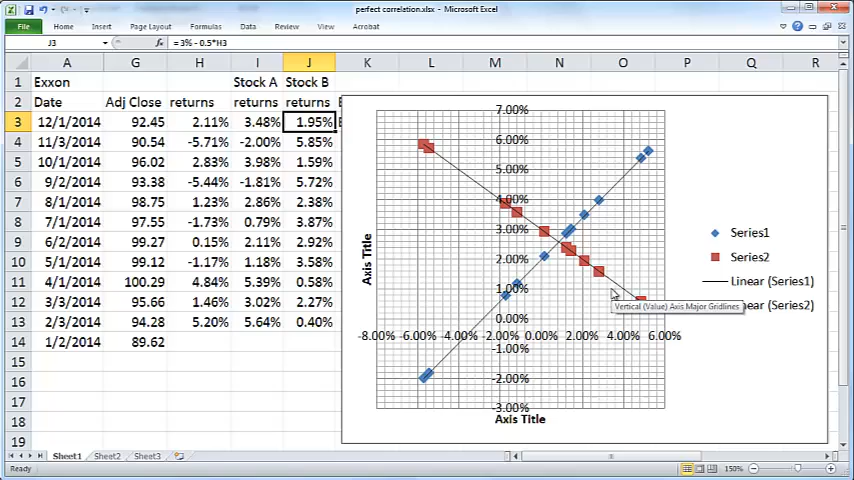 perfect correlation.xlsx - Microsoft Excel
File Home Insert Page Layout Formulas Data Review View Acrobat
J3 fx =3% - 0.5*H3
A G H I J K L M N O P Q R
1 Exxon Stock A Stock B
2 Date Adj Close returns returns returns
3 12/1/2014 92.45 2.11% 3.48% 1.95%
4 11/3/2014 90.54 -5.71% -2.00% 5.85%
5 10/1/2014 96.02 2.83% 3.98% 1.59%
6 9/2/2014 93.38 -5.44% -1.81% 5.72%
7 8/1/2014 98.75 1.23% 2.86% 2.38%
8 7/1/2014 97.55 -1.73% 0.79% 3.87%
9 6/2/2014 99.27 0.15% 2.11% 2.92%
10 5/1/2014 99.12 -1.17% 1.18% 3.58%
11 4/1/2014 100.29 4.84% 5.39% 0.58%
12 3/3/2014 95.66 1.46% 3.02% 2.27%
13 2/3/2014 94.28 5.20% 5.64% 0.40%
14 1/2/2014 89.62
15
16
17
18
19
7.00%
6.00%
5.00%
4.00%
3.00%
2.00%
1.00%
0.00%
-8.00% -6.00% -4.00% -2.00% 0.00% 2.00% 4.00% 6.00%
-1.00%
-2.00%
-3.00%
Axis Title
Axis Title
Series1
Series2
Linear (Series1)
near (Series2)
Vertical (Value) Axis Major Gridlines
Sheet1 Sheet2 Sheet3
Ready 150%